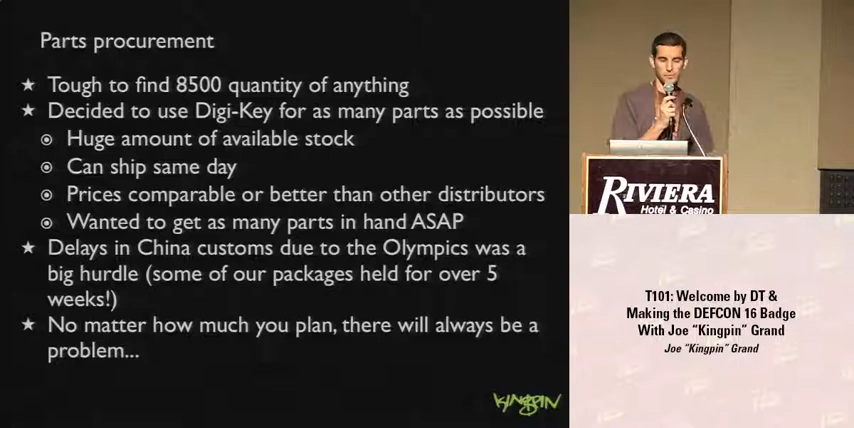 Parts procurement
★ Tough to find 8500 quantity of anything
★ Decided to use Digi-Key for as many parts as possible
◉ Huge amount of available stock
◉ Can ship same day
◉ Prices comparable or better than other distributors
◉ Wanted to get as many parts in hand ASAP
★ Delays in China customs due to the Olympics was a
big hurdle (some of our packages held for over 5
weeks!)
★ No matter how much you plan, there will always be a
problem...
KINGPIN
RIVIERA
Hotel & Casino
T101: Welcome by DT &
Making the DEFCON 16 Badge
With Joe “Kingpin” Grand
Joe “Kingpin” Grand